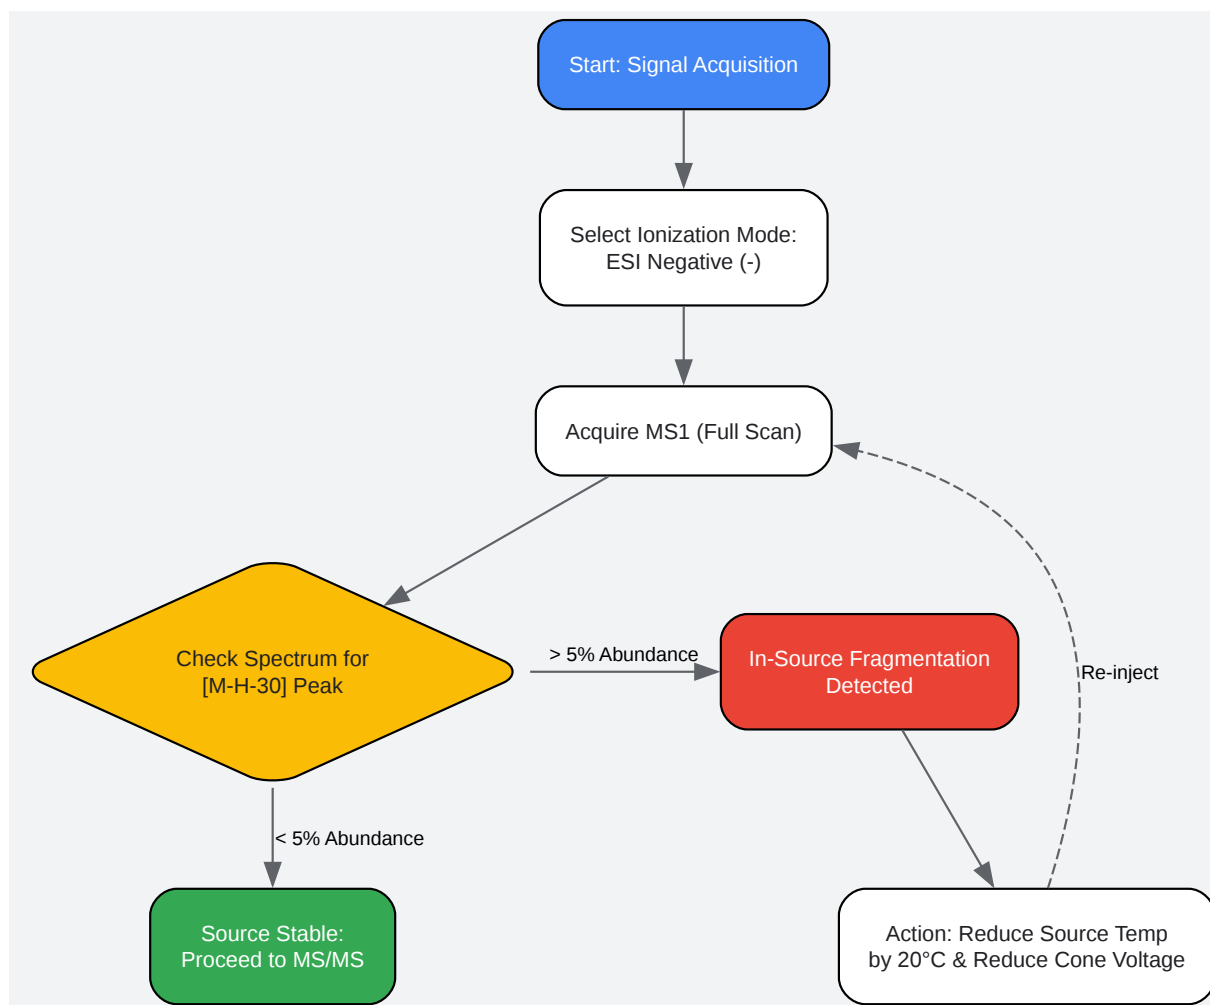 Start: Signal Acquisition
Select Ionization Mode:
ESI Negative (-)
Acquire MS1 (Full Scan)
Check Spectrum for
[M-H-30] Peak
> 5% Abundance
In-Source Fragmentation
Detected
Re-inject
< 5% Abundance
Source Stable:
Proceed to MS/MS
Action: Reduce Source Temp
by 20°C & Reduce Cone Voltage